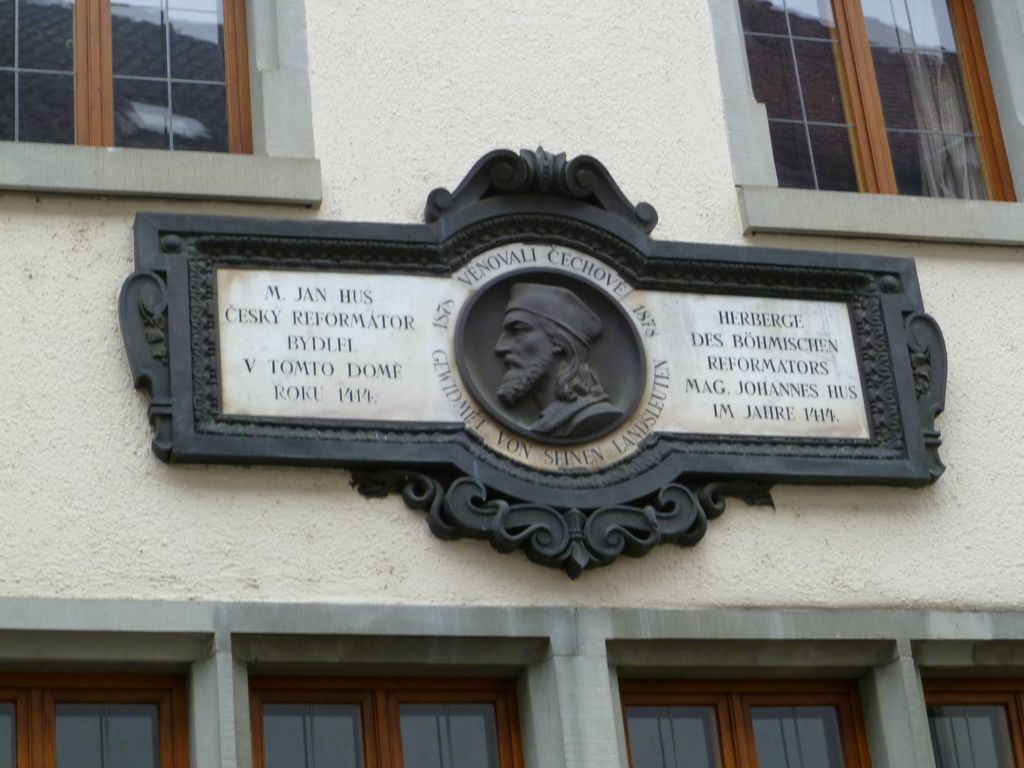 M. JAN HUS
ČESKÝ REFORMÁTOR
BYDLEL
V TOMTO DOMĚ
ROKU 1414.
VĚNOVALI ČECHOVÉ
1878 1878
GEWIDMET VON SEINEN LANDSLEUTEN
HERBERGE
DES BÖHMISCHEN
REFORMATORS
MAG. JOHANNES HUS
IM JAHRE 1414.